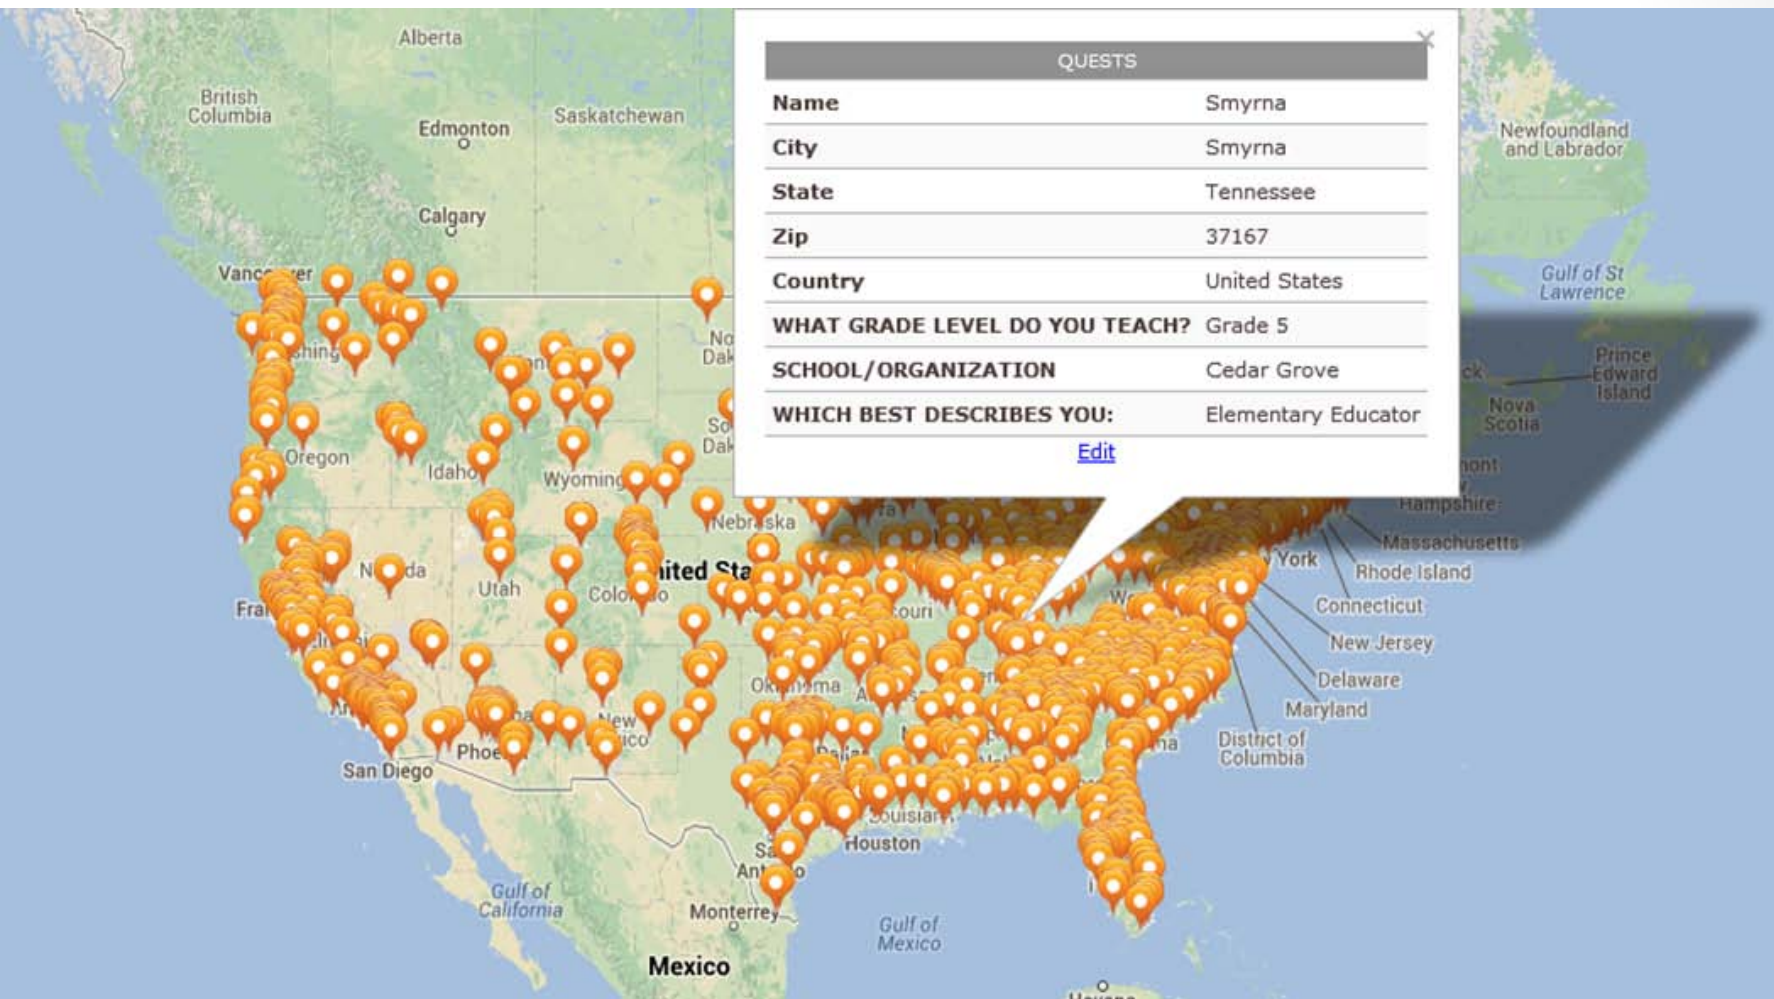 QUESTS
Name Smyrna
City Smyrna
State Tennessee
Zip 37167
Country United States
WHAT GRADE LEVEL DO YOU TEACH? Grade 5
SCHOOL/ORGANIZATION Cedar Grove
WHICH BEST DESCRIBES YOU: Elementary Educator
Edit
Alberta
British
Columbia
Edmonton
Saskatchewan
Calgary
Newfoundland
and Labrador
Gulf of St
Lawrence
Prince
Edward
Island
Nova
Scotia
Hampshire
Massachusetts
York
Rhode Island
Connecticut
New Jersey
Delaware
Maryland
District of
Columbia
Oregon
Idaho
Wyoming
Nebraska
Utah
San Diego
Houston
Gulf of
California
Monterrey
Gulf of
Mexico
Mexico